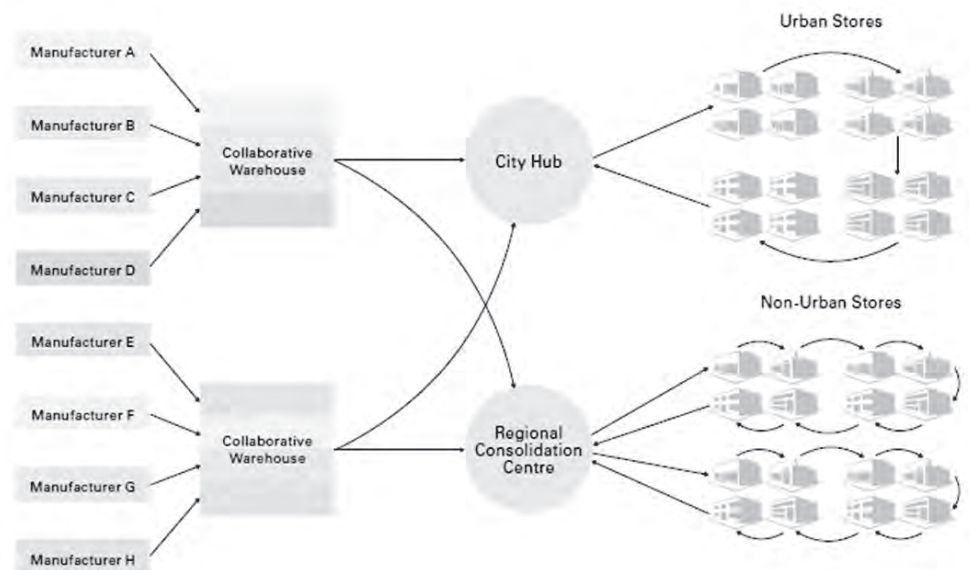 Manufacturer A
Manufacturer B
Manufacturer C
Manufacturer D
Collaborative
Warehouse
Manufacturer E
Manufacturer F
Manufacturer G
Manufacturer H
Collaborative
Warehouse
City Hub
Regional
Consolidation
Centre
Urban Stores
Non-Urban Stores